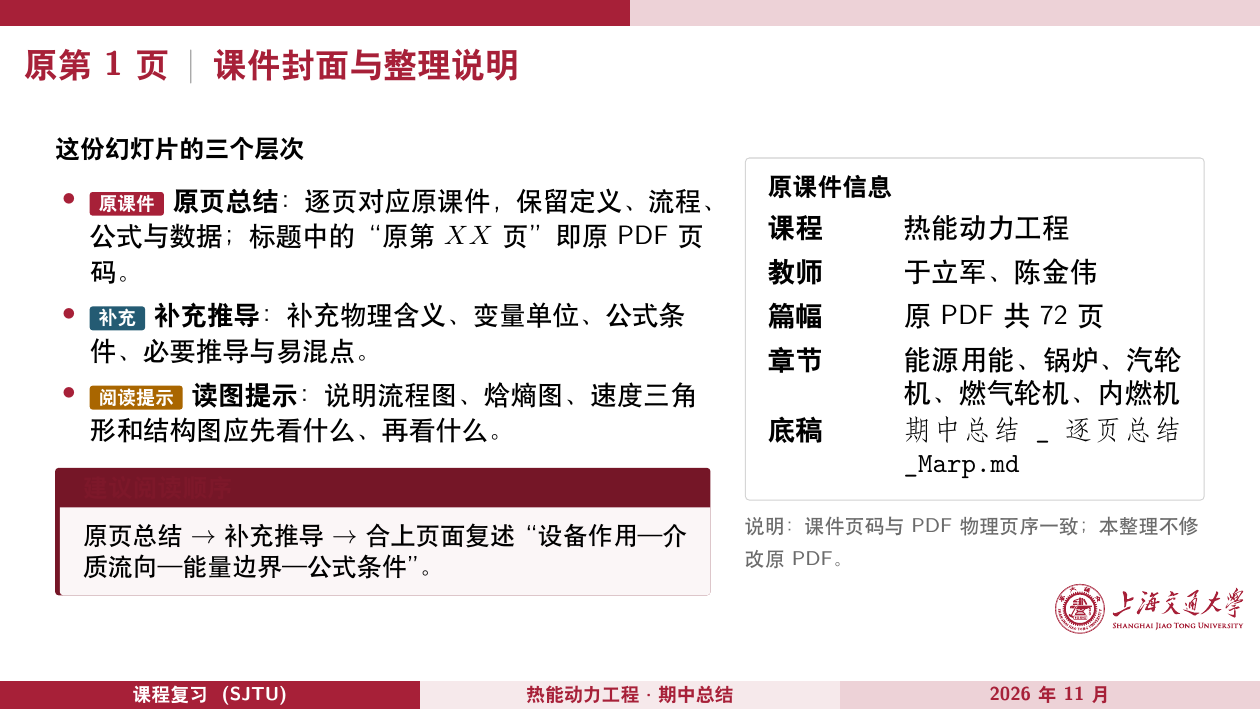 原第 1 页 | 课件封面与整理说明
这份幻灯片的三个层次
• 原课件 原页总结：逐页对应原课件，保留定义、流程、
公式与数据；标题中的“原第 XX 页”即原 PDF 页
码。
• 补充 补充推导：补充物理含义、变量单位、公式条
件、必要推导与易混点。
• 阅读提示 读图提示：说明流程图、焓熵图、速度三角
形和结构图应先看什么、再看什么。
建议阅读顺序
原页总结 → 补充推导 → 合上页面复述“设备作用—介
质流向—能量边界—公式条件”。
原课件信息
课程 热能动力工程
教师 于立军、陈金伟
篇幅 原 PDF 共 72 页
章节 能源用能、锅炉、汽轮
机、燃气轮机、内燃机
底稿 期中总结 _ 逐页总结
_Marp.md
说明：课件页码与 PDF 物理页序一致；本整理不修
改原 PDF。
上海交通大学
SHANGHAI JIAO TONG UNIVERSITY
课程复习 (SJTU)
热能动力工程 · 期中总结
2026 年 11 月